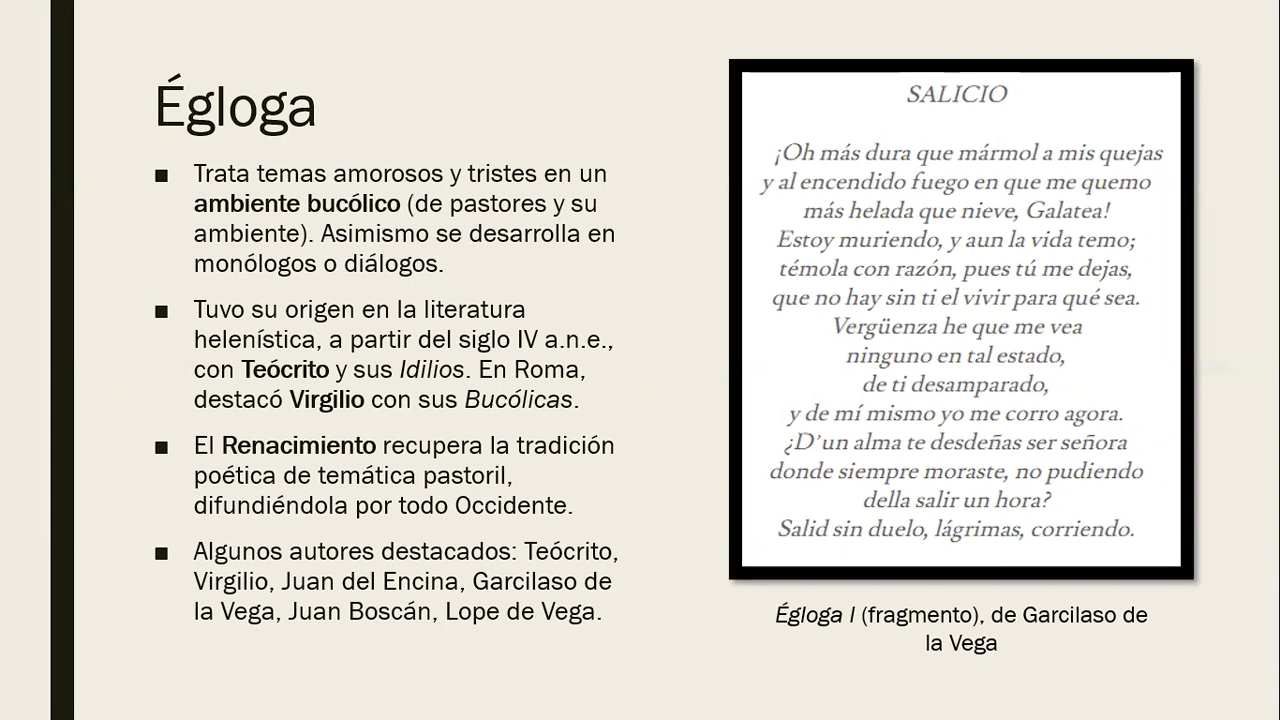 Égloga
■ Trata temas amorosos y tristes en un
ambiente bucólico (de pastores y su
ambiente). Asimismo se desarrolla en
monólogos o diálogos.
■ Tuvo su origen en la literatura
helenística, a partir del siglo IV a.n.e.,
con Teócrito y sus Idilios. En Roma,
destacó Virgilio con sus Bucólicas.
■ El Renacimiento recupera la tradición
poética de temática pastoril,
difundiéndola por todo Occidente.
■ Algunos autores destacados: Teócrito,
Virgilio, Juan del Encina, Garcilaso de
la Vega, Juan Boscán, Lope de Vega.
SALICIO
¡Oh más dura que mármol a mis quejas
y al encendido fuego en que me quemo
más helada que nieve, Galatea!
Estoy muriendo, y aun la vida temo;
témola con razón, pues tú me dejas,
que no hay sin ti el vivir para qué sea.
Vergüenza he que me vea
ninguno en tal estado,
de ti desamparado,
y de mí mismo yo me corro agora.
¿D’un alma te desdeñas ser señora
donde siempre moraste, no pudiendo
della salir un hora?
Salid sin duelo, lágrimas, corriendo.
Égloga I (fragmento), de Garcilaso de
la Vega